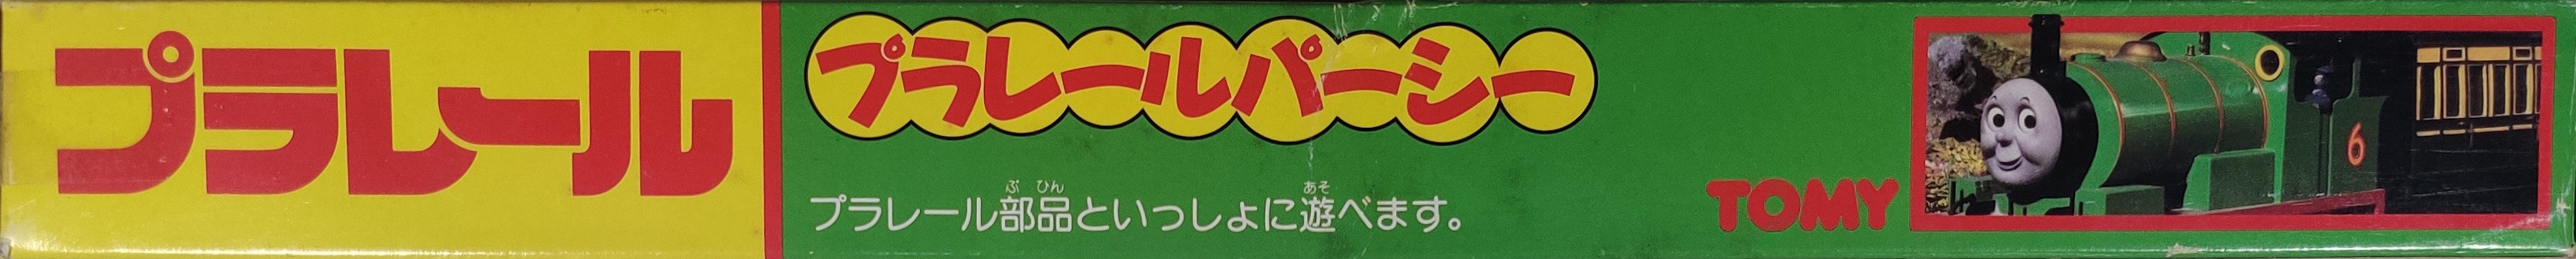 プラレール
プラレールパーシー
プラレール部品といっしょに遊べます。
ぶ ひん あそ
TOMY
6